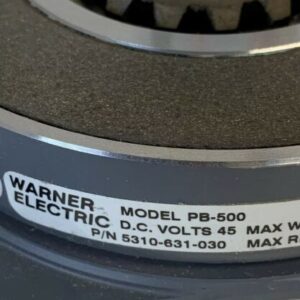 WARNER
ELECTRIC
MODEL PB-500
D.C. VOLTS 45 MAX W
P/N 5310-631-030 MAX R